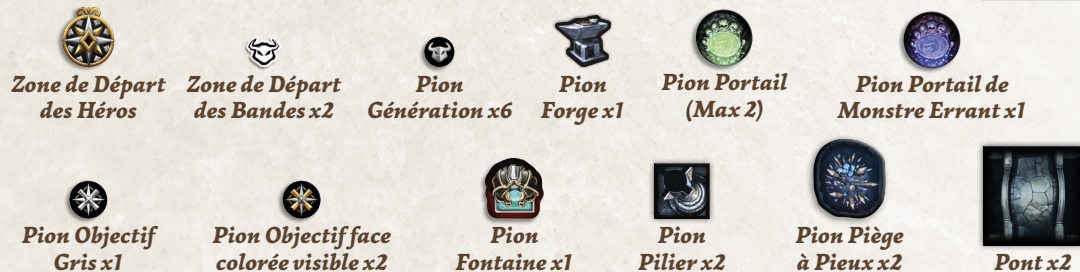 Zone de Départ
des Héros
Zone de Départ
des Bandes x2
Pion
Génération x6
Pion
Forge x1
Pion Portail
(Max 2)
Pion Portail de
Monstre Errant x1
Pion Objectif
Gris x1
Pion Objectif face
colorée visible x2
Pion
Fontaine x1
Pion
Pilier x2
Pion Piège
à Pieux x2
Pont x2